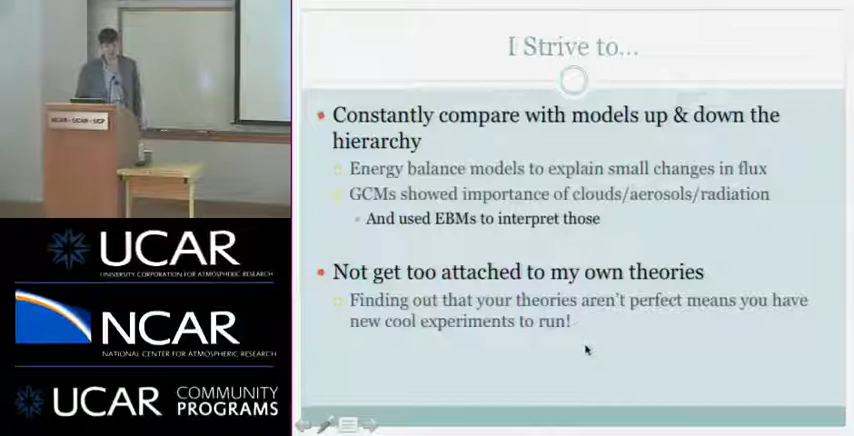 NCAR - UCAR - UCP
UCAR
UNIVERSITY CORPORATION FOR ATMOSPHERIC RESEARCH
NCAR
NATIONAL CENTER FOR ATMOSPHERIC RESEARCH
UCAR COMMUNITY PROGRAMS
I Strive to...
Constantly compare with models up & down the
hierarchy
Energy balance models to explain small changes in flux
GCMs showed importance of clouds/aerosols/radiation
And used EBMs to interpret those
Not get too attached to my own theories
Finding out that your theories aren't perfect means you have
new cool experiments to run!